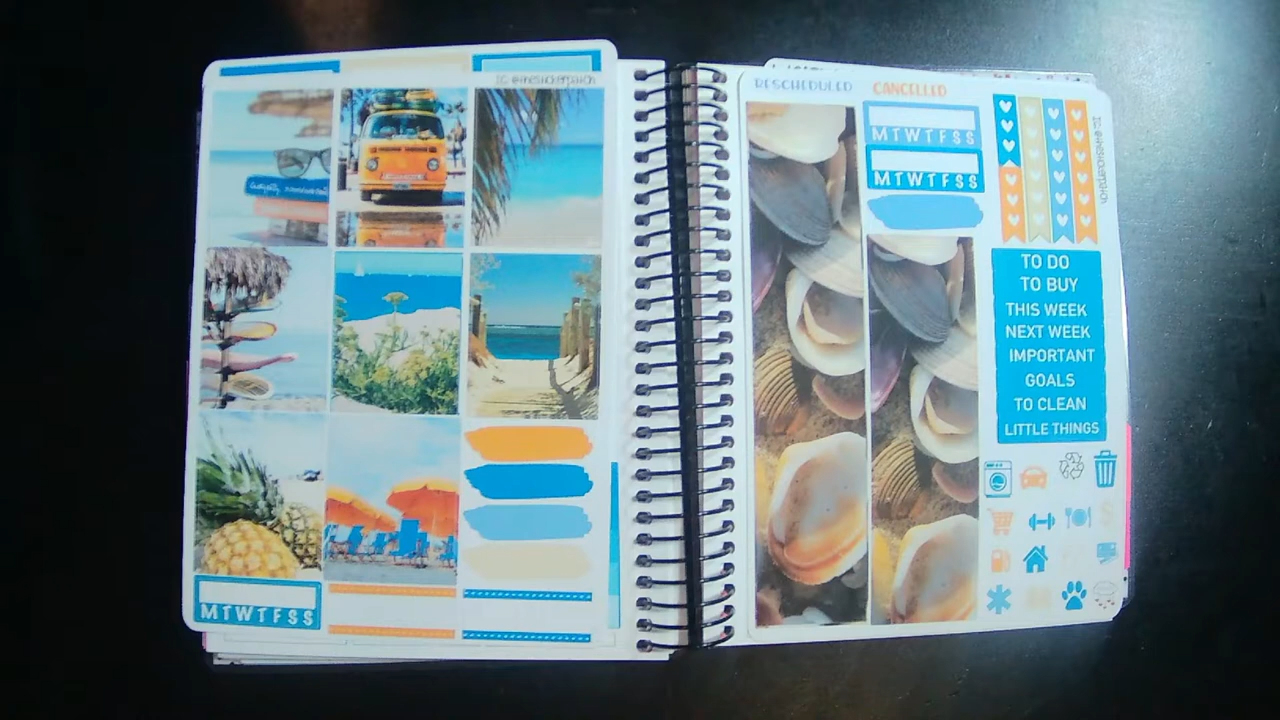 RESCHEDULED
CANCELLED
MTWTFSS
MTWTFSS
MTWTFSS
TO DO
TO BUY
THIS WEEK
NEXT WEEK
IMPORTANT
GOALS
TO CLEAN
LITTLE THINGS